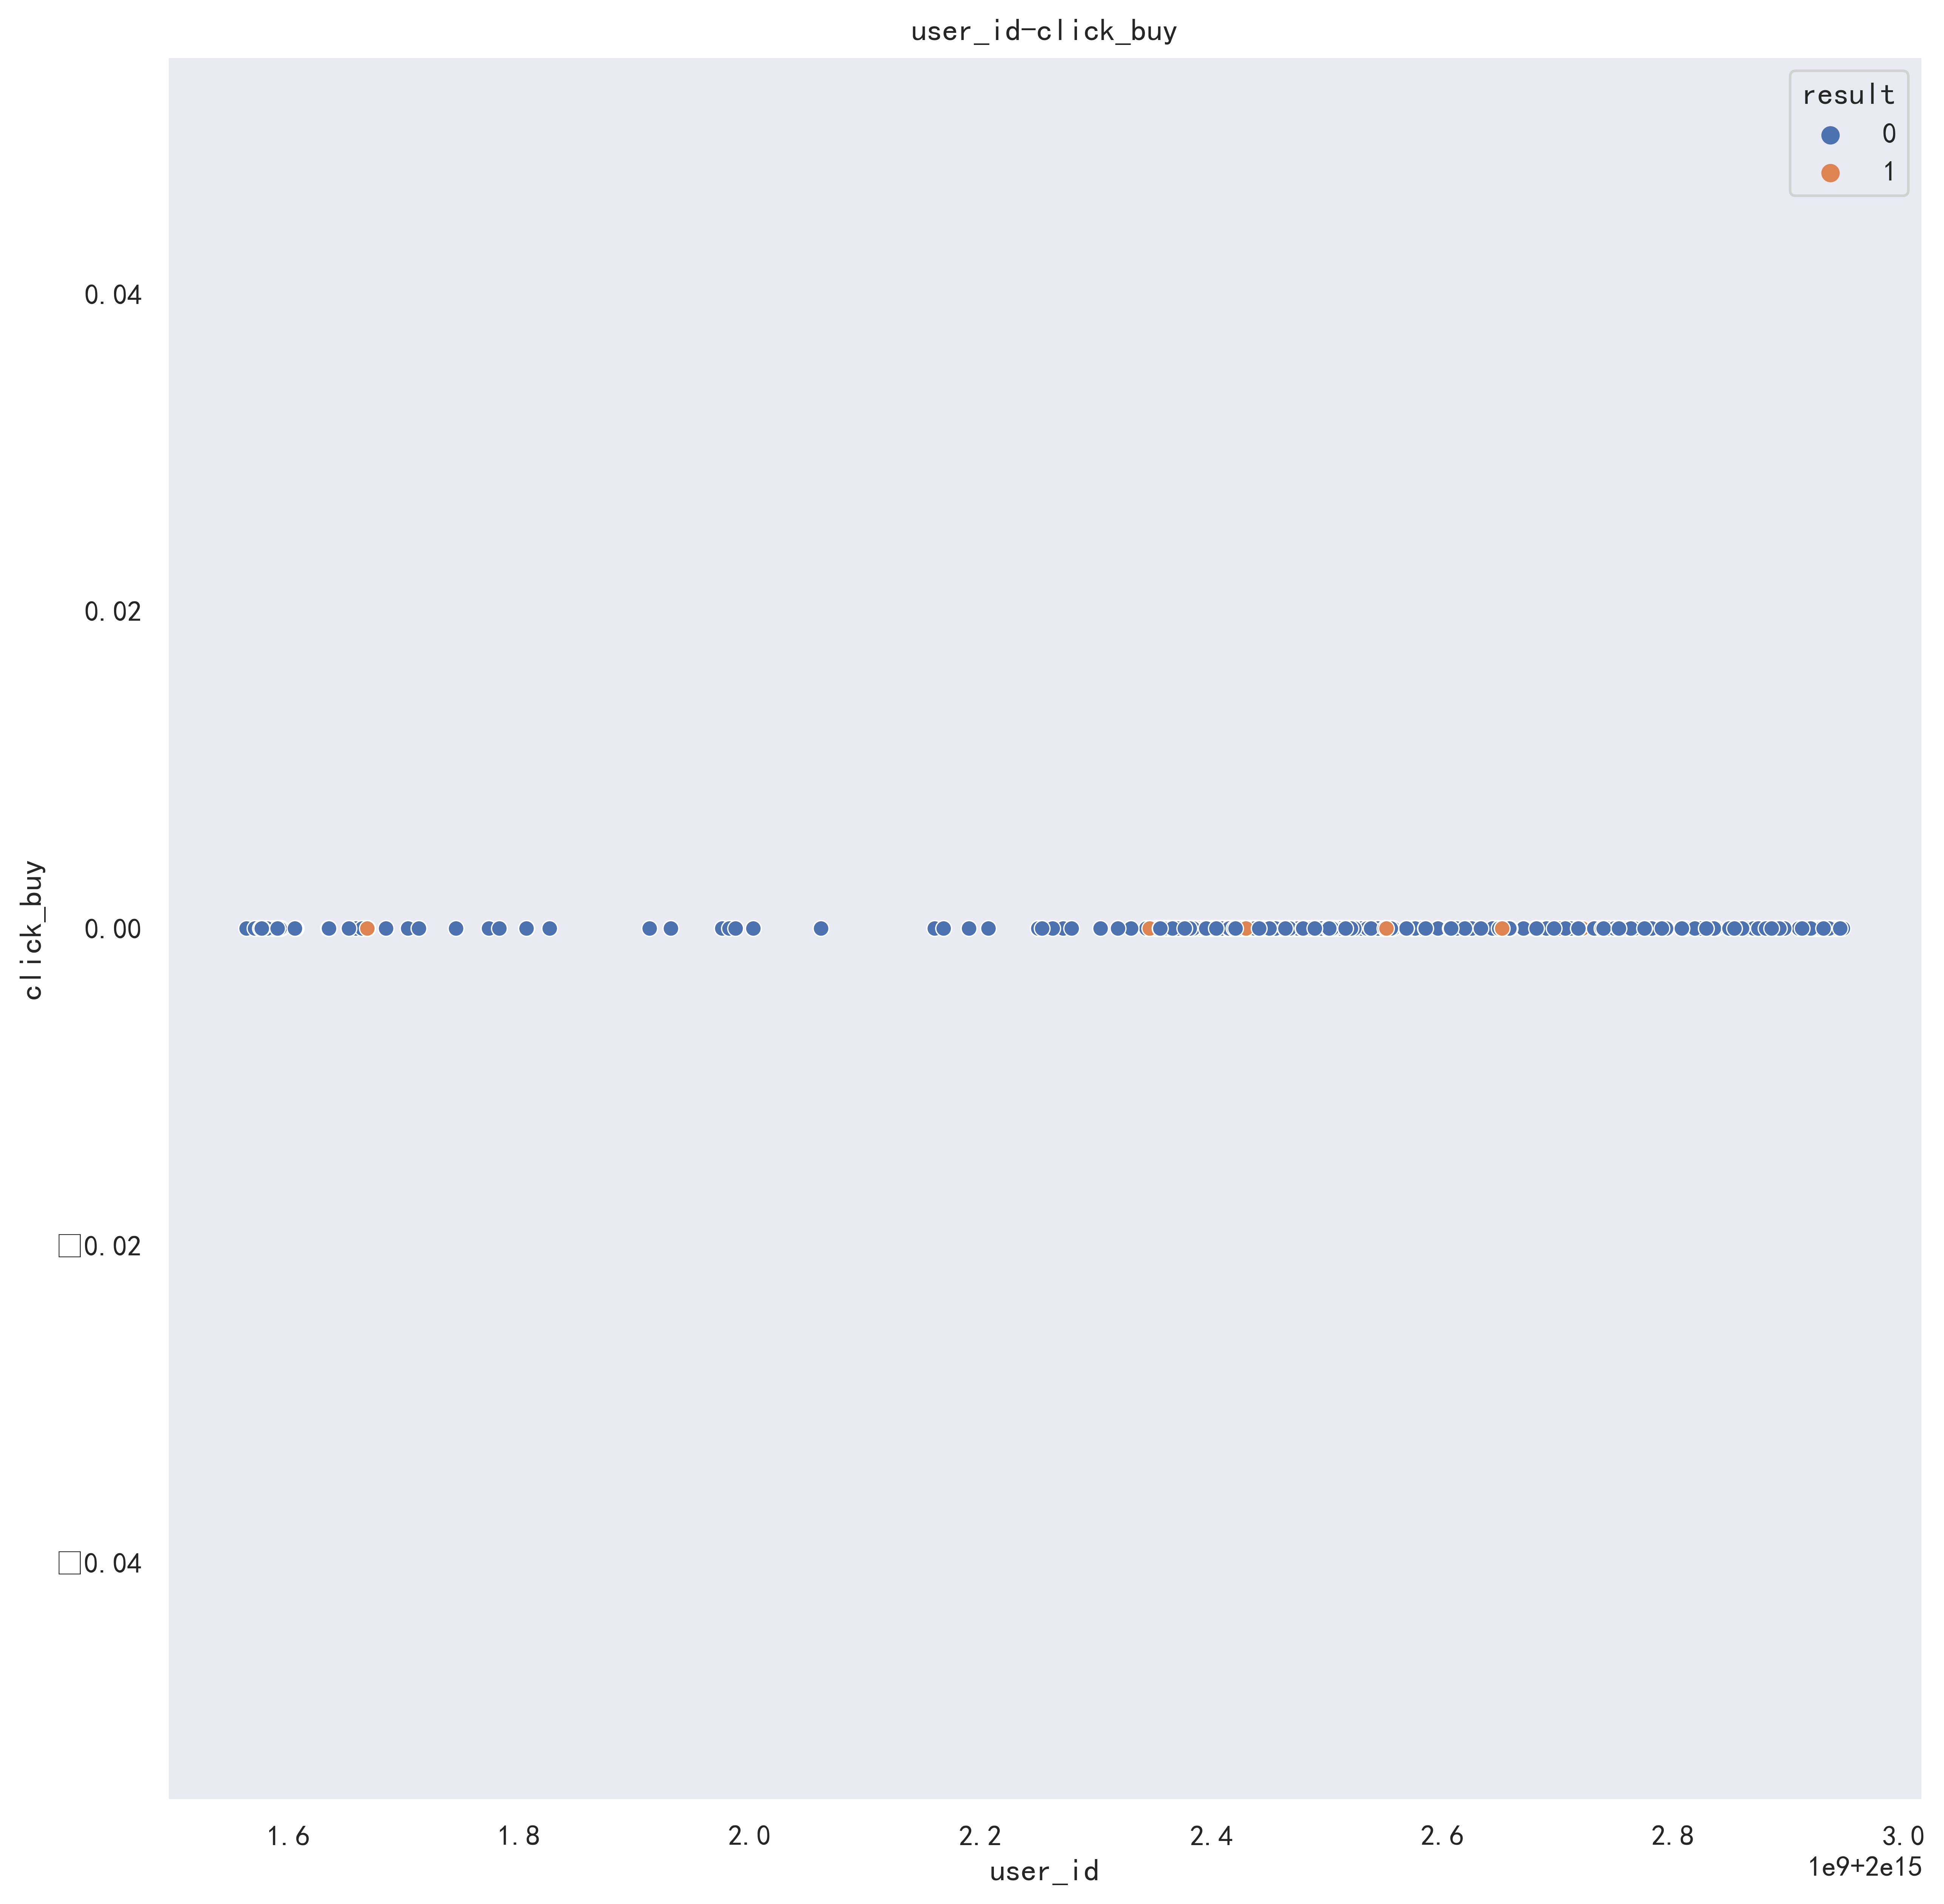 user_id-click_buy
result
0
1
0.04
0.02
0.00
□0.02
□0.04
click_buy
1.6 1.8 2.0 2.2 2.4 2.6 2.8 3.0
1e9+2e15
user_id